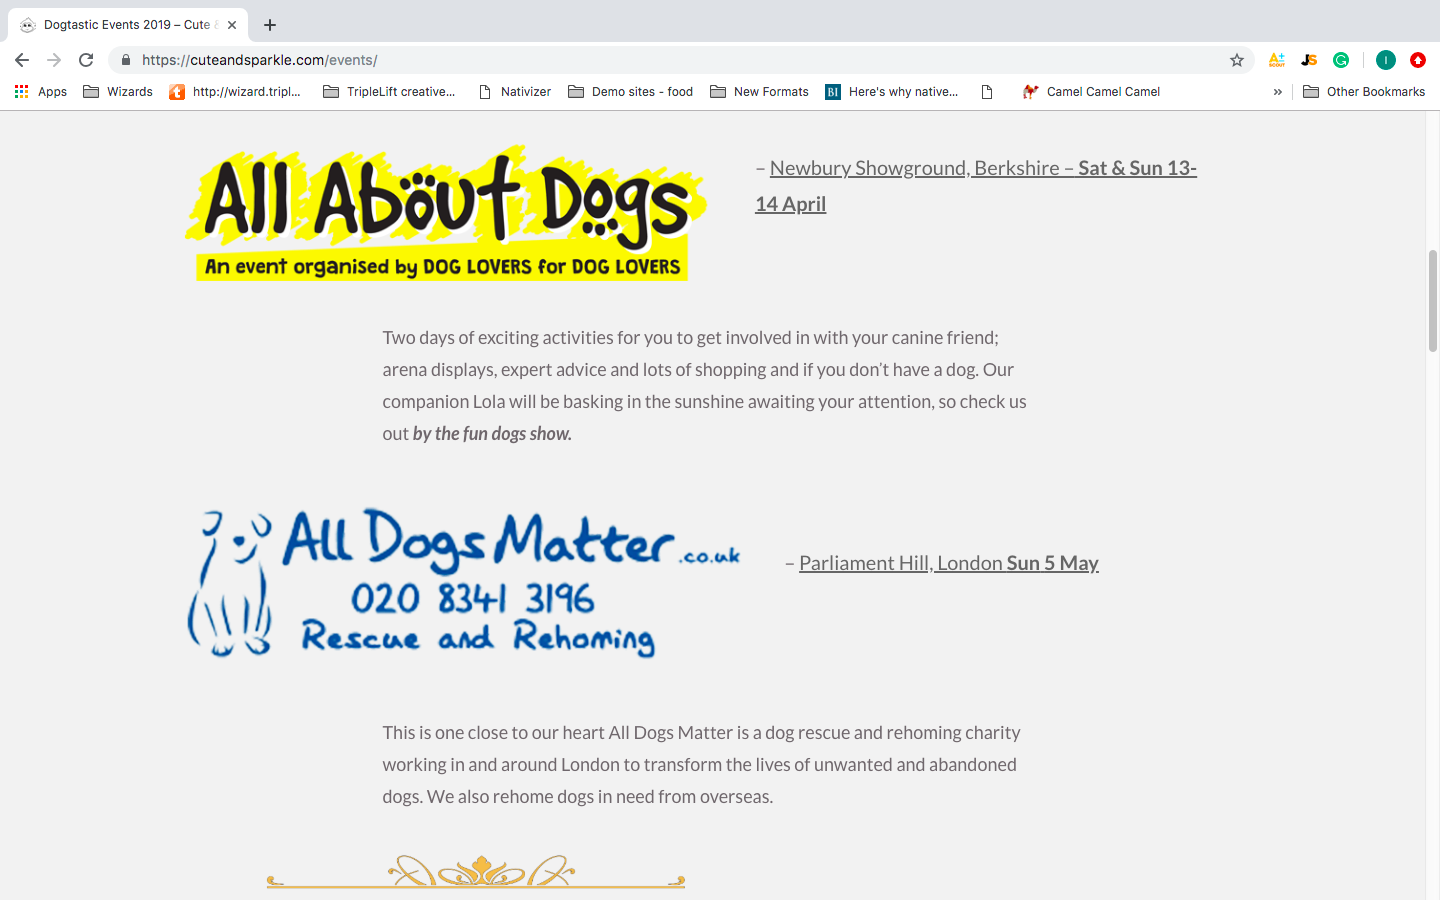 Dogtastic Events 2019 – Cute &
https://cuteandsparkle.com/events/
Apps
Wizards
http://wizard.tripl...
TripleLift creative...
Nativizer
Demo sites - food
New Formats
BI
Here's why native...
Camel Camel Camel
»
Other Bookmarks
All About Dogs
An event organised by DOG LOVERS for DOG LOVERS
– Newbury Showground, Berkshire – Sat & Sun 13-
14 April
Two days of exciting activities for you to get involved in with your canine friend;
arena displays, expert advice and lots of shopping and if you don't have a dog. Our
companion Lola will be basking in the sunshine awaiting your attention, so check us
out by the fun dogs show.
All Dogs Matter.co.uk
020 8341 3196
Rescue and Rehoming
– Parliament Hill, London Sun 5 May
This is one close to our heart All Dogs Matter is a dog rescue and rehoming charity
working in and around London to transform the lives of unwanted and abandoned
dogs. We also rehome dogs in need from overseas.